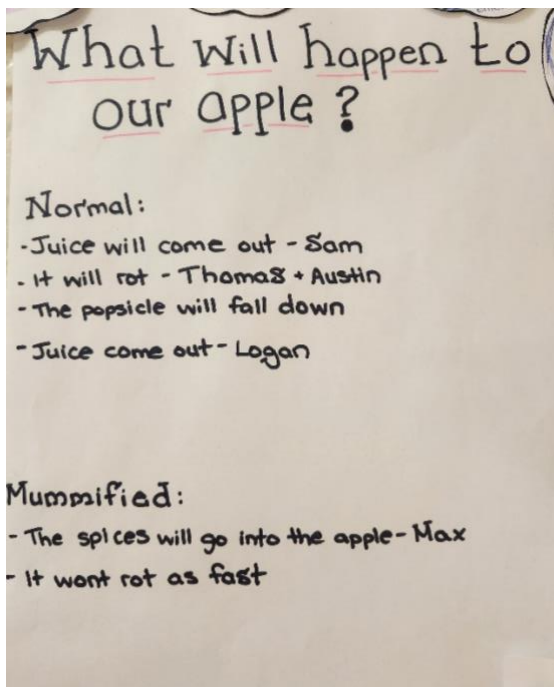 What will happen to
our apple?
Normal:
- Juice will come out - Sam
- It will rot - Thomas + Austin
- The popsicle will fall down
- Juice come out - Logan
Mummified:
- The spices will go into the apple - Max
- It wont rot as fast